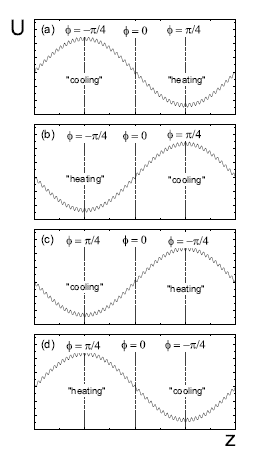 U
(a) ϕ = −π/4 ϕ = 0 ϕ = π/4
"cooling" "heating"
(b) ϕ = −π/4 ϕ = 0 ϕ = π/4
"heating" "cooling"
(c) ϕ = π/4 ϕ = 0 ϕ = −π/4
"cooling" "heating"
(d) ϕ = π/4 ϕ = 0 ϕ = −π/4
"heating" "cooling"
z